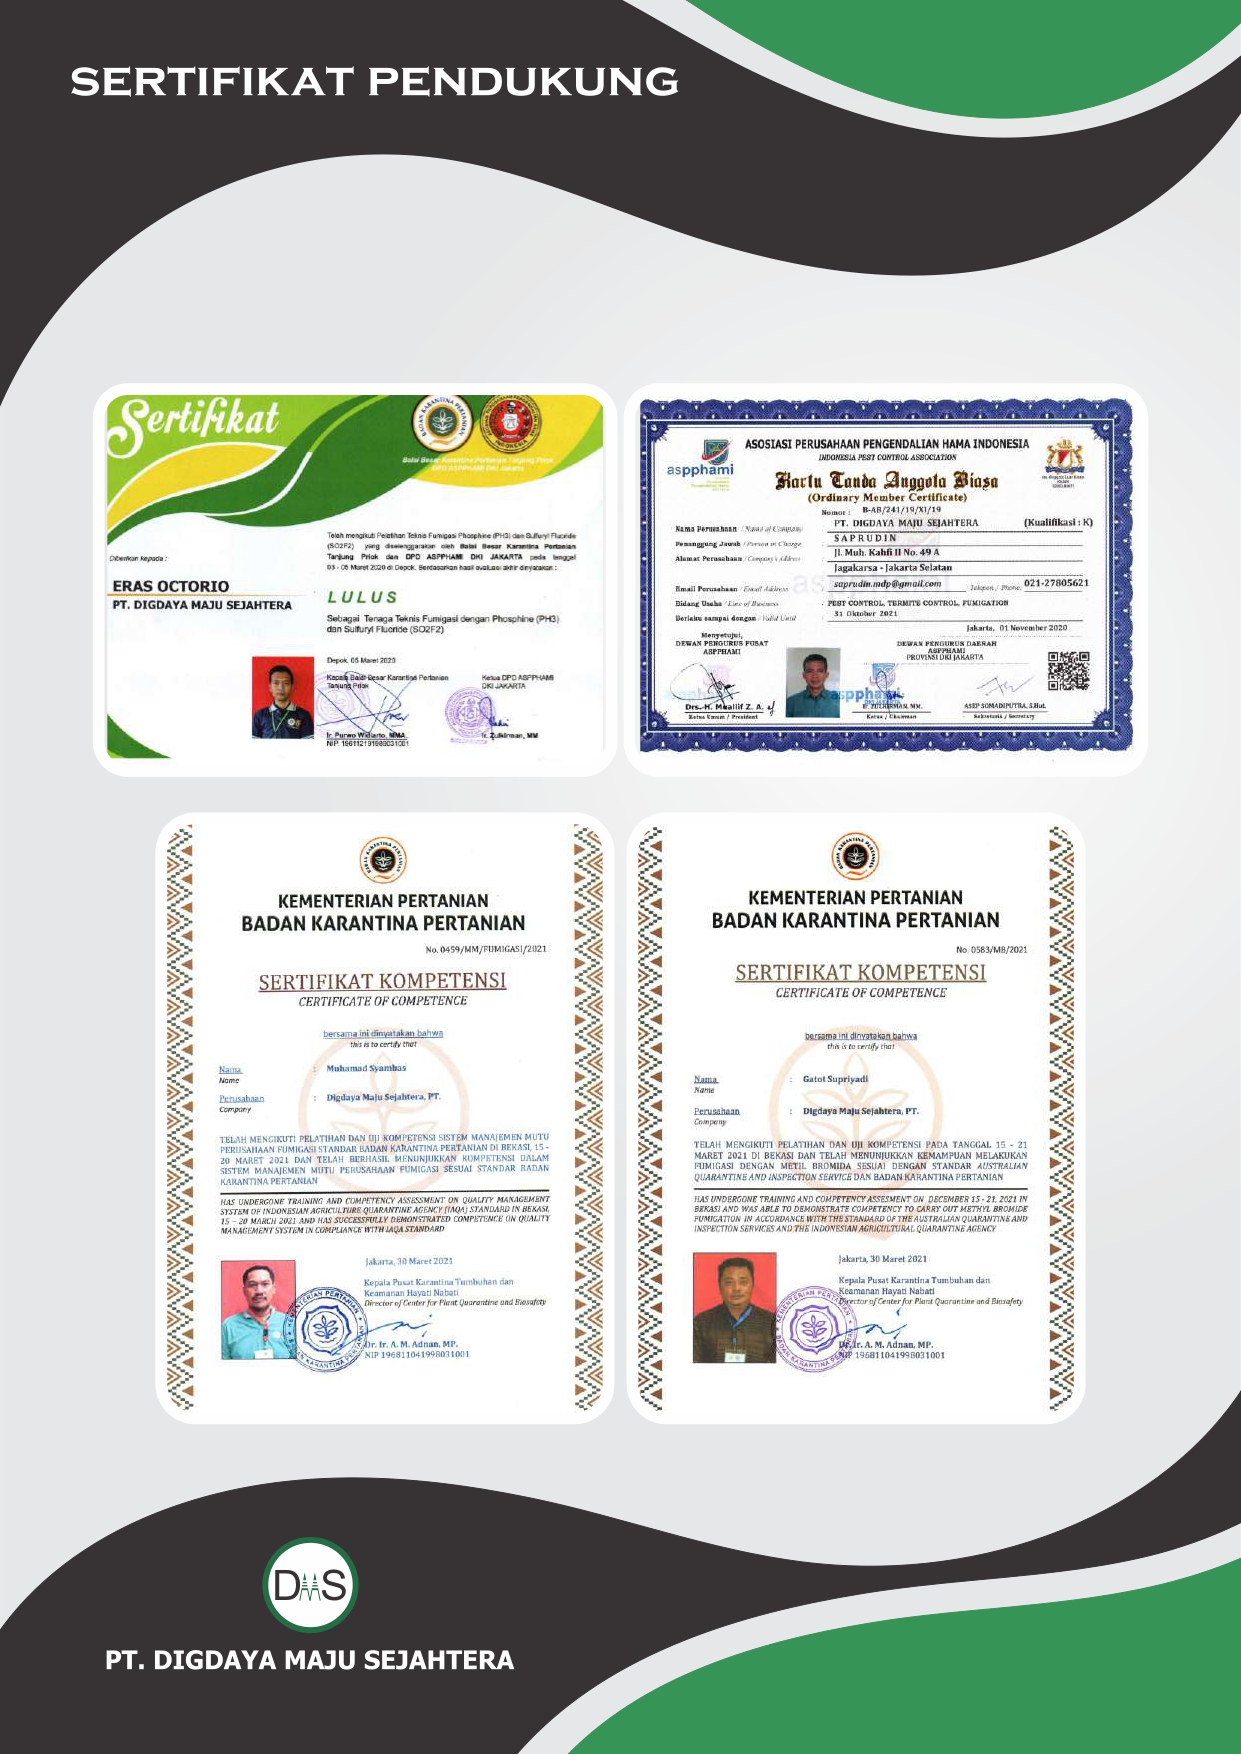 SERTIFIKAT PENDUKUNG
Sertifikat
Balai Besar Karantina Pertanian Tanjung Priok
DPD ASPPHAMI DKI Jakarta
Diberikan kepada :
ERAS OCTORIO
PT. DIGDAYA MAJU SEJAHTERA
Telah mengikuti Pelatihan Teknis Fumigasi Phosphine (PH3) dan Sulfuryl Fluoride
(SO2F2) yang diselenggarakan oleh Balai Besar Karantina Pertanian
Tanjung Priok dan DPD ASPPHAMI DKI JAKARTA pada tanggal
03 - 05 Maret 2020 di Depok. Berdasarkan hasil evaluasi akhir dinyatakan :
LULUS
Sebagai Tenaga Teknis Fumigasi dengan Phosphine (PH3)
dan Sulfuryl Fluoride (SO2F2)
Depok, 05 Maret 2020
Kepala Balai Besar Karantina Pertanian
Tanjung Priok
Ketua DPD ASPPHAMI
DKI JAKARTA
Ir. Purwo Widiarto, MMA
NIP. 196112191989031001
Ir. Zulkirman, MM
aspphami
ASOSIASI PERUSAHAAN PENGENDALIAN HAMA INDONESIA
INDONESIA PEST CONTROL ASSOCIATION
Kartu Tanda Anggota Biasa
(Ordinary Member Certificate)
Nomor : B-AB/241/19/XI/19
Nama Perusahaan / Name of Company : PT. DIGDAYA MAJU SEJAHTERA (Kualifikasi : K)
Penanggung Jawab / Person in Charge : SAPRUDIN
Alamat Perusahaan / Company's Address : Jl. Muh. Kahfi II No. 49 A
Jagakarsa - Jakarta Selatan
Email Perusahaan / Email Address : saprudin.mdp@gmail.com Telepon / Phone: 021-27805621
Bidang Usaha / Line of Business : PEST CONTROL, TERMITE CONTROL, FUMIGATION
Berlaku sampai dengan / Valid Until : 31 Oktober 2021
Jakarta, 01 November 2020
Menyetujui,
DEWAN PENGURUS PUSAT
ASPPHAMI
DEWAN PENGURUS DAERAH
ASPPHAMI
PROVINSI DKI JAKARTA
Drs. H. Muallif Z. A.
Ketua Umum / President
aspphami
Ir. ZULKIRMAN, MM.
Ketua / Chairman
ASEP SOMADIPUTRA, S.Hut.
Sekretaris / Secretary
KEMENTERIAN PERTANIAN
BADAN KARANTINA PERTANIAN
No. 0459/MM/FUMIGASI/2021
SERTIFIKAT KOMPETENSI
CERTIFICATE OF COMPETENCE
bersama ini dinyatakan bahwa
this is to certify that
Nama : Muhamad Syambas
Name
Perusahaan : Digdaya Maju Sejahtera, PT.
Company
TELAH MENGIKUTI PELATIHAN DAN UJI KOMPETENSI SISTEM MANAJEMEN MUTU
PERUSAHAAN FUMIGASI STANDAR BADAN KARANTINA PERTANIAN DI BEKASI, 15 -
20 MARET 2021 DAN TELAH BERHASIL MENUNJUKKAN KOMPETENSI DALAM
SISTEM MANAJEMEN MUTU PERUSAHAAN FUMIGASI SESUAI STANDAR BADAN
KARANTINA PERTANIAN
HAS UNDERGONE TRAINING AND COMPETENCY ASSESSMENT ON QUALITY MANAGEMENT
SYSTEM OF INDONESIAN AGRICULTURE QUARANTINE AGENCY (IAQA) STANDARD IN BEKASI,
15 - 20 MARCH 2021 AND HAS SUCCESSFULLY DEMONSTRATED COMPETENCE ON QUALITY
MANAGEMENT SYSTEM IN COMPLIANCE WITH IAQA STANDARD
Jakarta, 30 Maret 2021
Kepala Pusat Karantina Tumbuhan dan
Keamanan Hayati Nabati
Director of Center for Plant Quarantine and Biosafety
Dr. Ir. A. M. Adnan, MP.
NIP 196811041998031001
KEMENTERIAN PERTANIAN
BADAN KARANTINA PERTANIAN
No. 0583/MB/2021
SERTIFIKAT KOMPETENSI
CERTIFICATE OF COMPETENCE
bersama ini dinyatakan bahwa
this is to certify that
Nama : Gatot Supriyadi
Name
Perusahaan : Digdaya Maju Sejahtera, PT.
Company
TELAH MENGIKUTI PELATIHAN DAN UJI KOMPETENSI PADA TANGGAL 15 - 21
MARET 2021 DI BEKASI DAN TELAH MENUNJUKKAN KEMAMPUAN MELAKUKAN
FUMIGASI DENGAN METIL BROMIDA SESUAI DENGAN STANDAR AUSTRALIAN
QUARANTINE AND INSPECTION SERVICE DAN BADAN KARANTINA PERTANIAN
HAS UNDERGONE TRAINING AND COMPETENCY ASSESMENT ON DECEMBER 15 - 21, 2021 IN
BEKASI AND WAS ABLE TO DEMONSTRATE COMPETENCY TO CARRY OUT METHYL BROMIDE
FUMIGATION IN ACCORDANCE WITH THE STANDARD OF THE AUSTRALIAN QUARANTINE AND
INSPECTION SERVICES AND THE INDONESIAN AGRICULTURAL QUARANTINE AGENCY
Jakarta, 30 Maret 2021
Kepala Pusat Karantina Tumbuhan dan
Keamanan Hayati Nabati
Director of Center for Plant Quarantine and Biosafety
Dr. Ir. A. M. Adnan, MP.
NIP 196811041998031001
DMS
PT. DIGDAYA MAJU SEJAHTERA